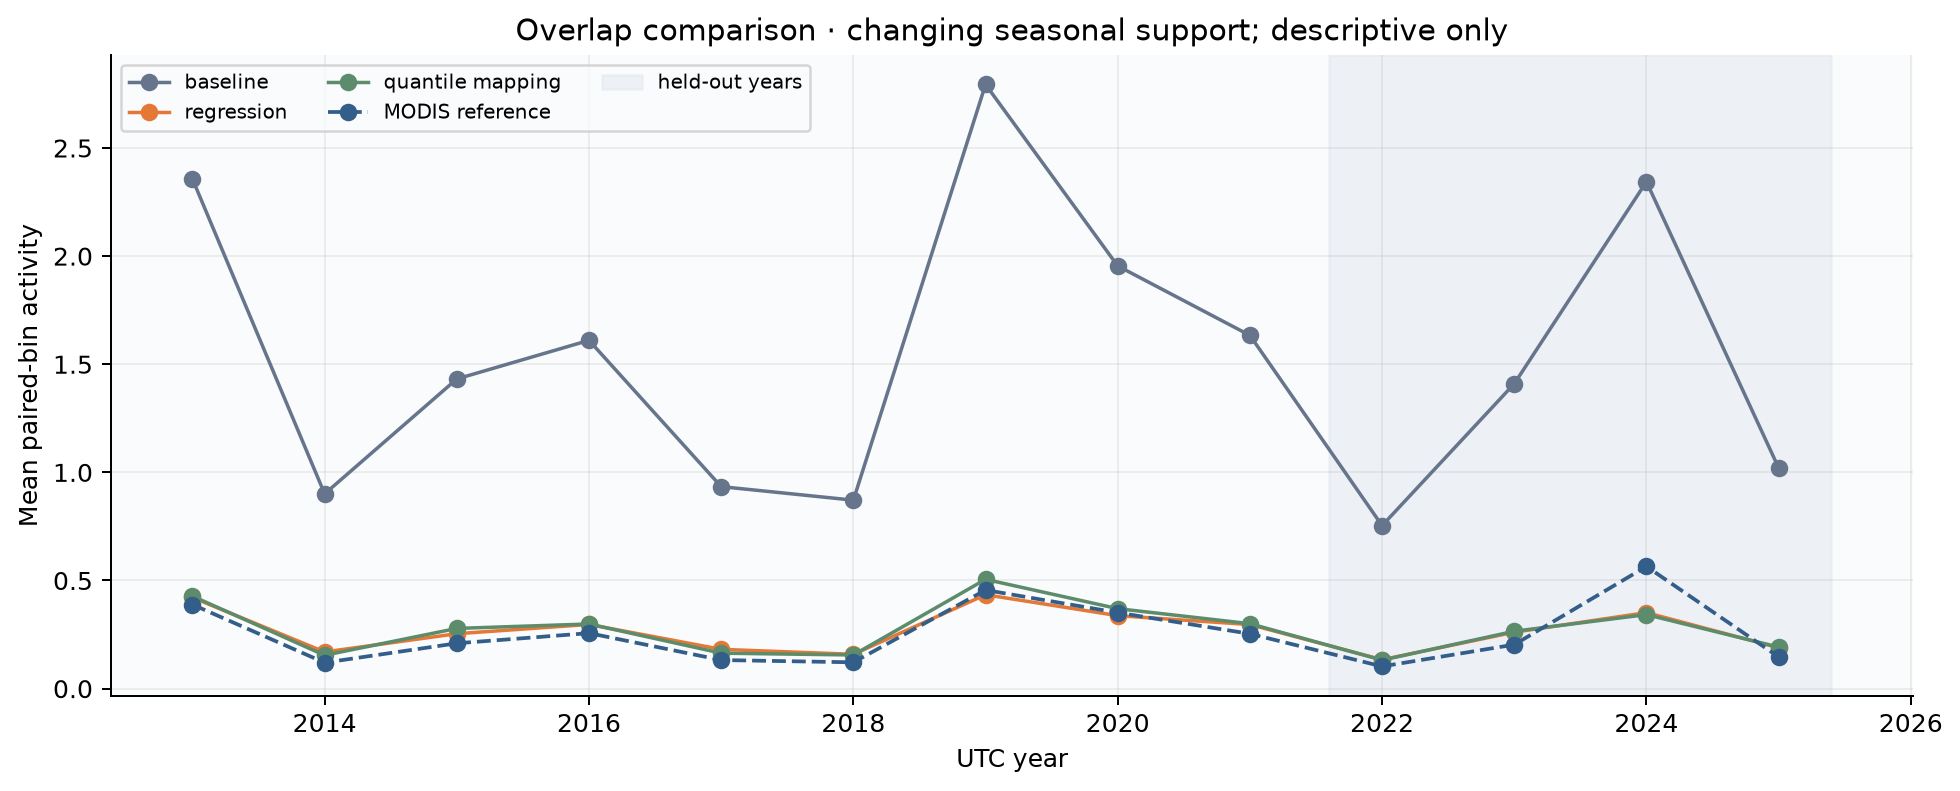 Overlap comparison · changing seasonal support; descriptive only
baseline
regression
quantile mapping
MODIS reference
held-out years
Mean paired-bin activity
2.5
2.0
1.5
1.0
0.5
0.0
2014
2016
2018
2020
2022
2024
2026
UTC year